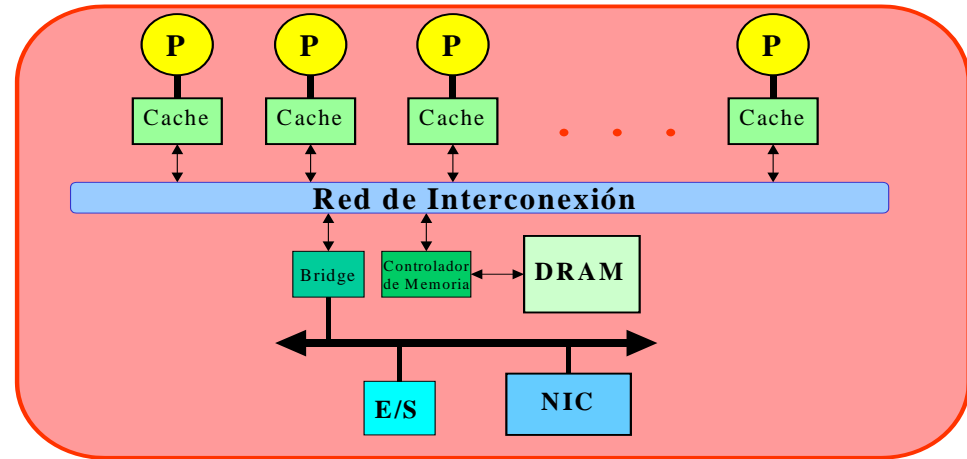 P P P P
Cache Cache Cache Cache
. . .
Red de Interconexión
Bridge
Controlador
de Memoria
DRAM
E/S
NIC